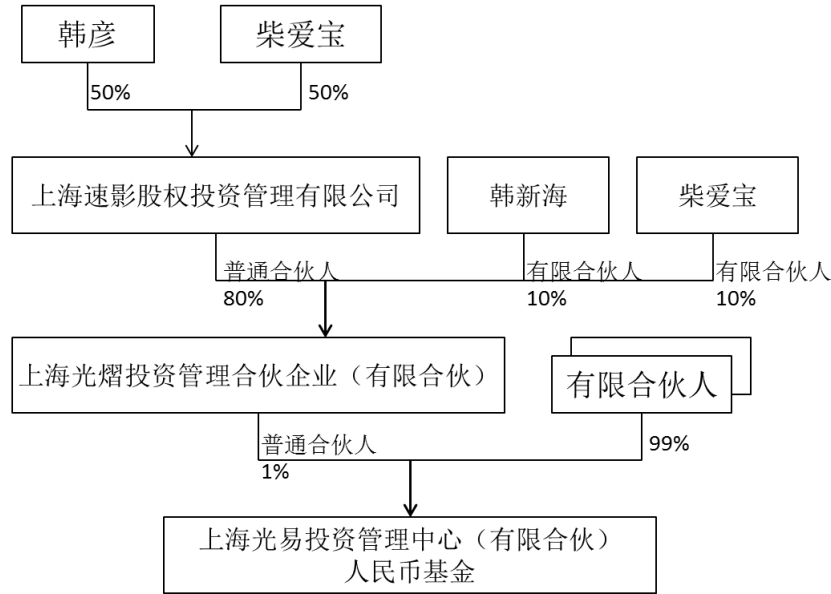 韩彦
柴爱宝
50%
50%
上海速影股权投资管理有限公司
韩新海
柴爱宝
普通合伙人
80%
有限合伙人
10%
有限合伙人
10%
上海光熠投资管理合伙企业（有限合伙）
有限合伙人
普通合伙人
1%
99%
上海光易投资管理中心（有限合伙）
人民币基金